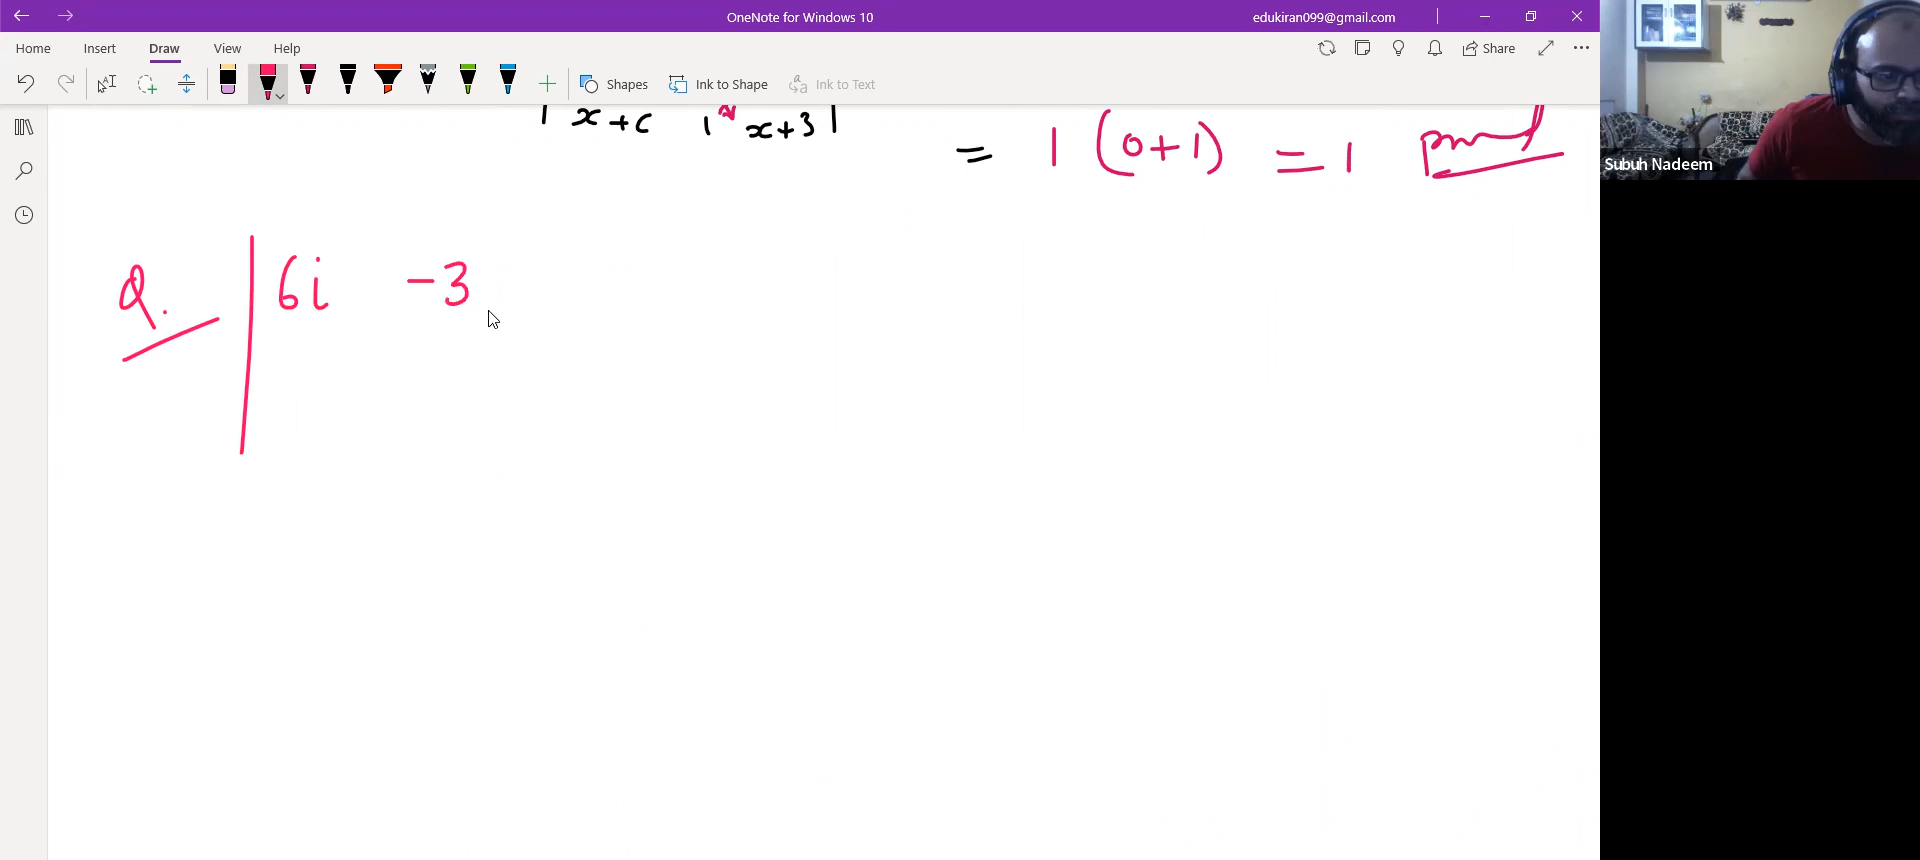 OneNote for Windows 10
edukiran099@gmail.com
Home Insert Draw View Help
Share
Shapes Ink to Shape Ink to Text
Subuh Nadeem
x+c 1 x+3
= 1 (0+1) = 1
Q. | 6i -3